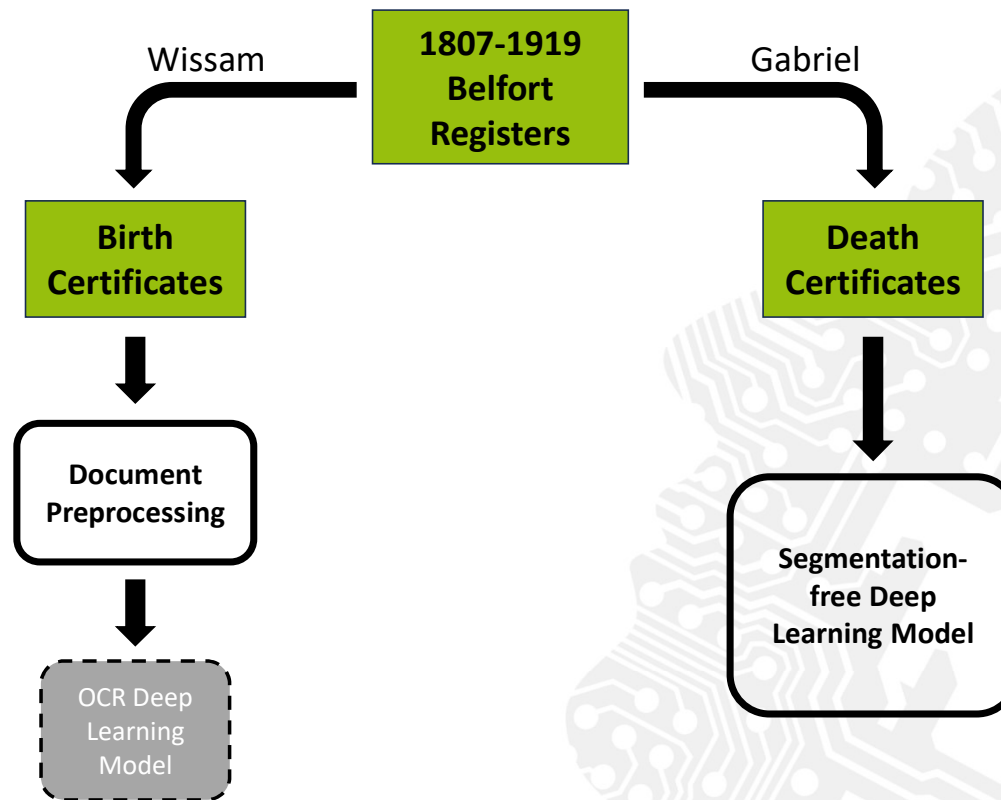 Wissam
1807-1919
Belfort
Registers
Gabriel
Birth
Certificates
Death
Certificates
Document
Preprocessing
Segmentation-
free Deep
Learning Model
OCR Deep
Learning
Model